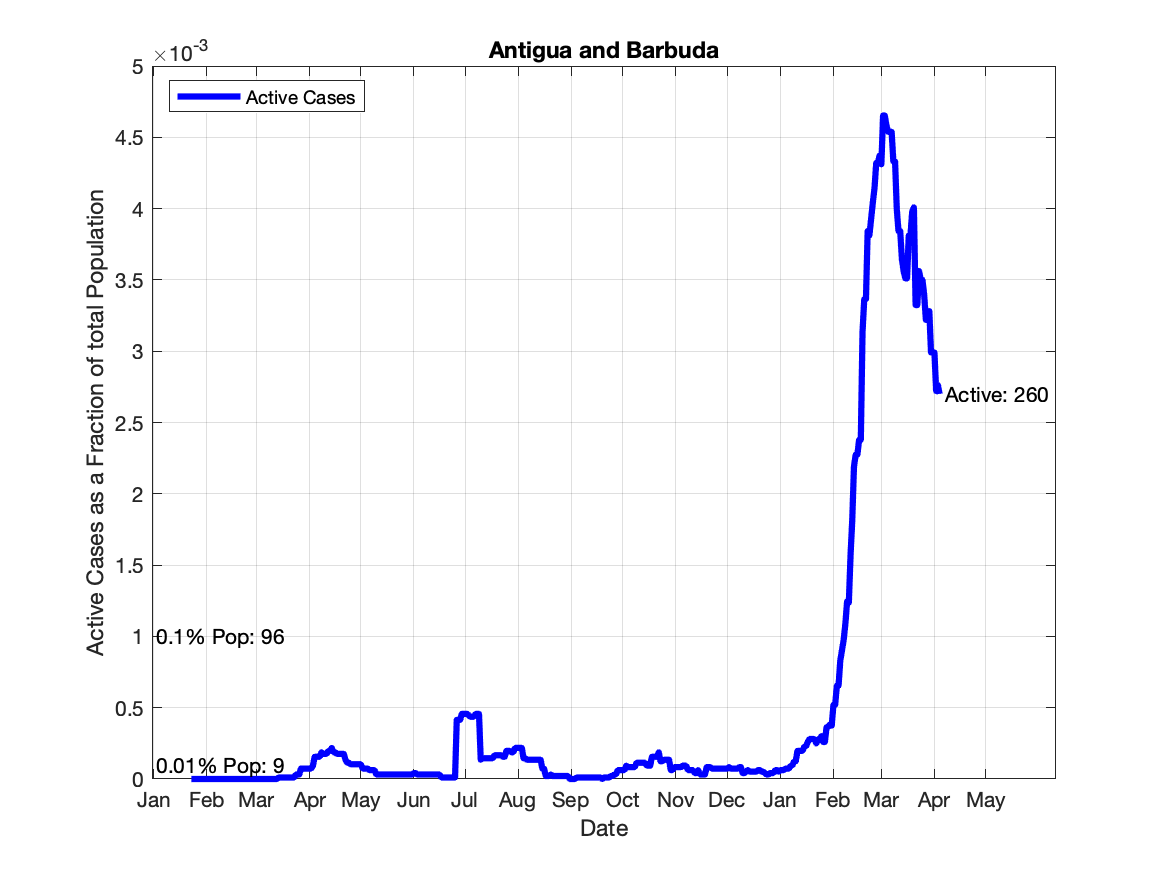 Antigua and Barbuda
×10-3
Active Cases
5
4.5
4
3.5
3
2.5
2
1.5
1
0.5
0
Active Cases as a Fraction of total Population
Active: 260
0.1% Pop: 96
0.01% Pop: 9
Jan Feb Mar Apr May Jun Jul Aug Sep Oct Nov Dec Jan Feb Mar Apr May
Date